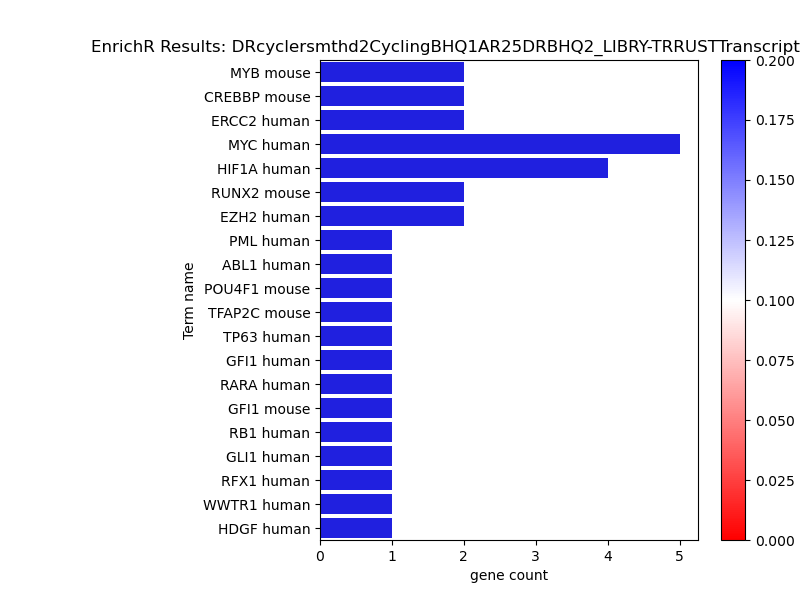 EnrichR Results: DRcyclersmthd2CyclingBHQ1AR25DRBHQ2_LIBRY-TRRUSTTranscript
MYB mouse
CREBBP mouse
ERCC2 human
MYC human
HIF1A human
RUNX2 mouse
EZH2 human
PML human
ABL1 human
POU4F1 mouse
TFAP2C mouse
TP63 human
GFI1 human
RARA human
GFI1 mouse
RB1 human
GLI1 human
RFX1 human
WWTR1 human
HDGF human
Term name
0 1 2 3 4 5
gene count
0.200
0.175
0.150
0.125
0.100
0.075
0.050
0.025
0.000